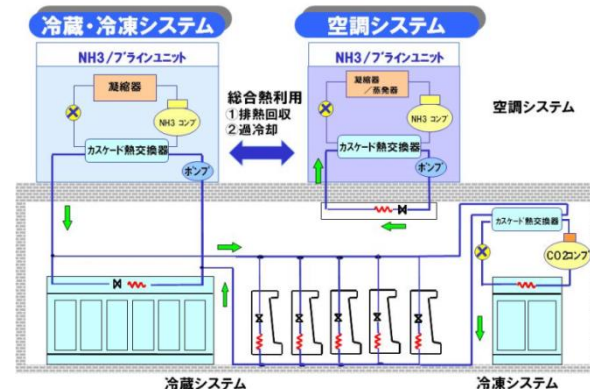 冷蔵・冷凍システム
空調システム
NH3/ブラインユニット
NH3/ブラインユニット
凝縮器
NH3 コンプ
カスケード熱交換器
ポンプ
総合熱利用
①排熱回収
②過冷却
凝縮器
/蒸発器
NH3 コンプ
カスケード熱交換器
ポンプ
空調システム
カスケード熱交換器
CO2コンプ
冷蔵システム
冷凍システム